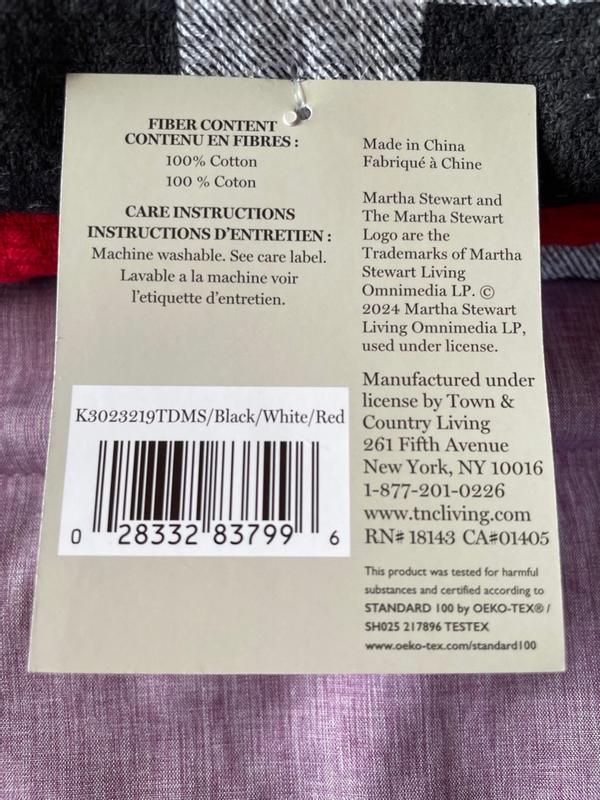 FIBER CONTENT
CONTENU EN FIBRES :
100% Cotton
100 % Coton
CARE INSTRUCTIONS
INSTRUCTIONS D'ENTRETIEN :
Machine washable. See care label.
Lavable a la machine voir
l'etiquette d'entretien.
K3023219TDMS/Black/White/Red
0 28332 83799 6
Made in China
Fabriqué à Chine
Martha Stewart and
The Martha Stewart
Logo are the
Trademarks of Martha
Stewart Living
Omnimedia LP. ©
2024 Martha Stewart
Living Omnimedia LP,
used under license.
Manufactured under
license by Town &
Country Living
261 Fifth Avenue
New York, NY 10016
1-877-201-0226
www.tncliving.com
RN# 18143 CA#01405
This product was tested for harmful
substances and certified according to
STANDARD 100 by OEKO-TEX® /
SH025 217896 TESTEX
www.oeko-tex.com/standard100